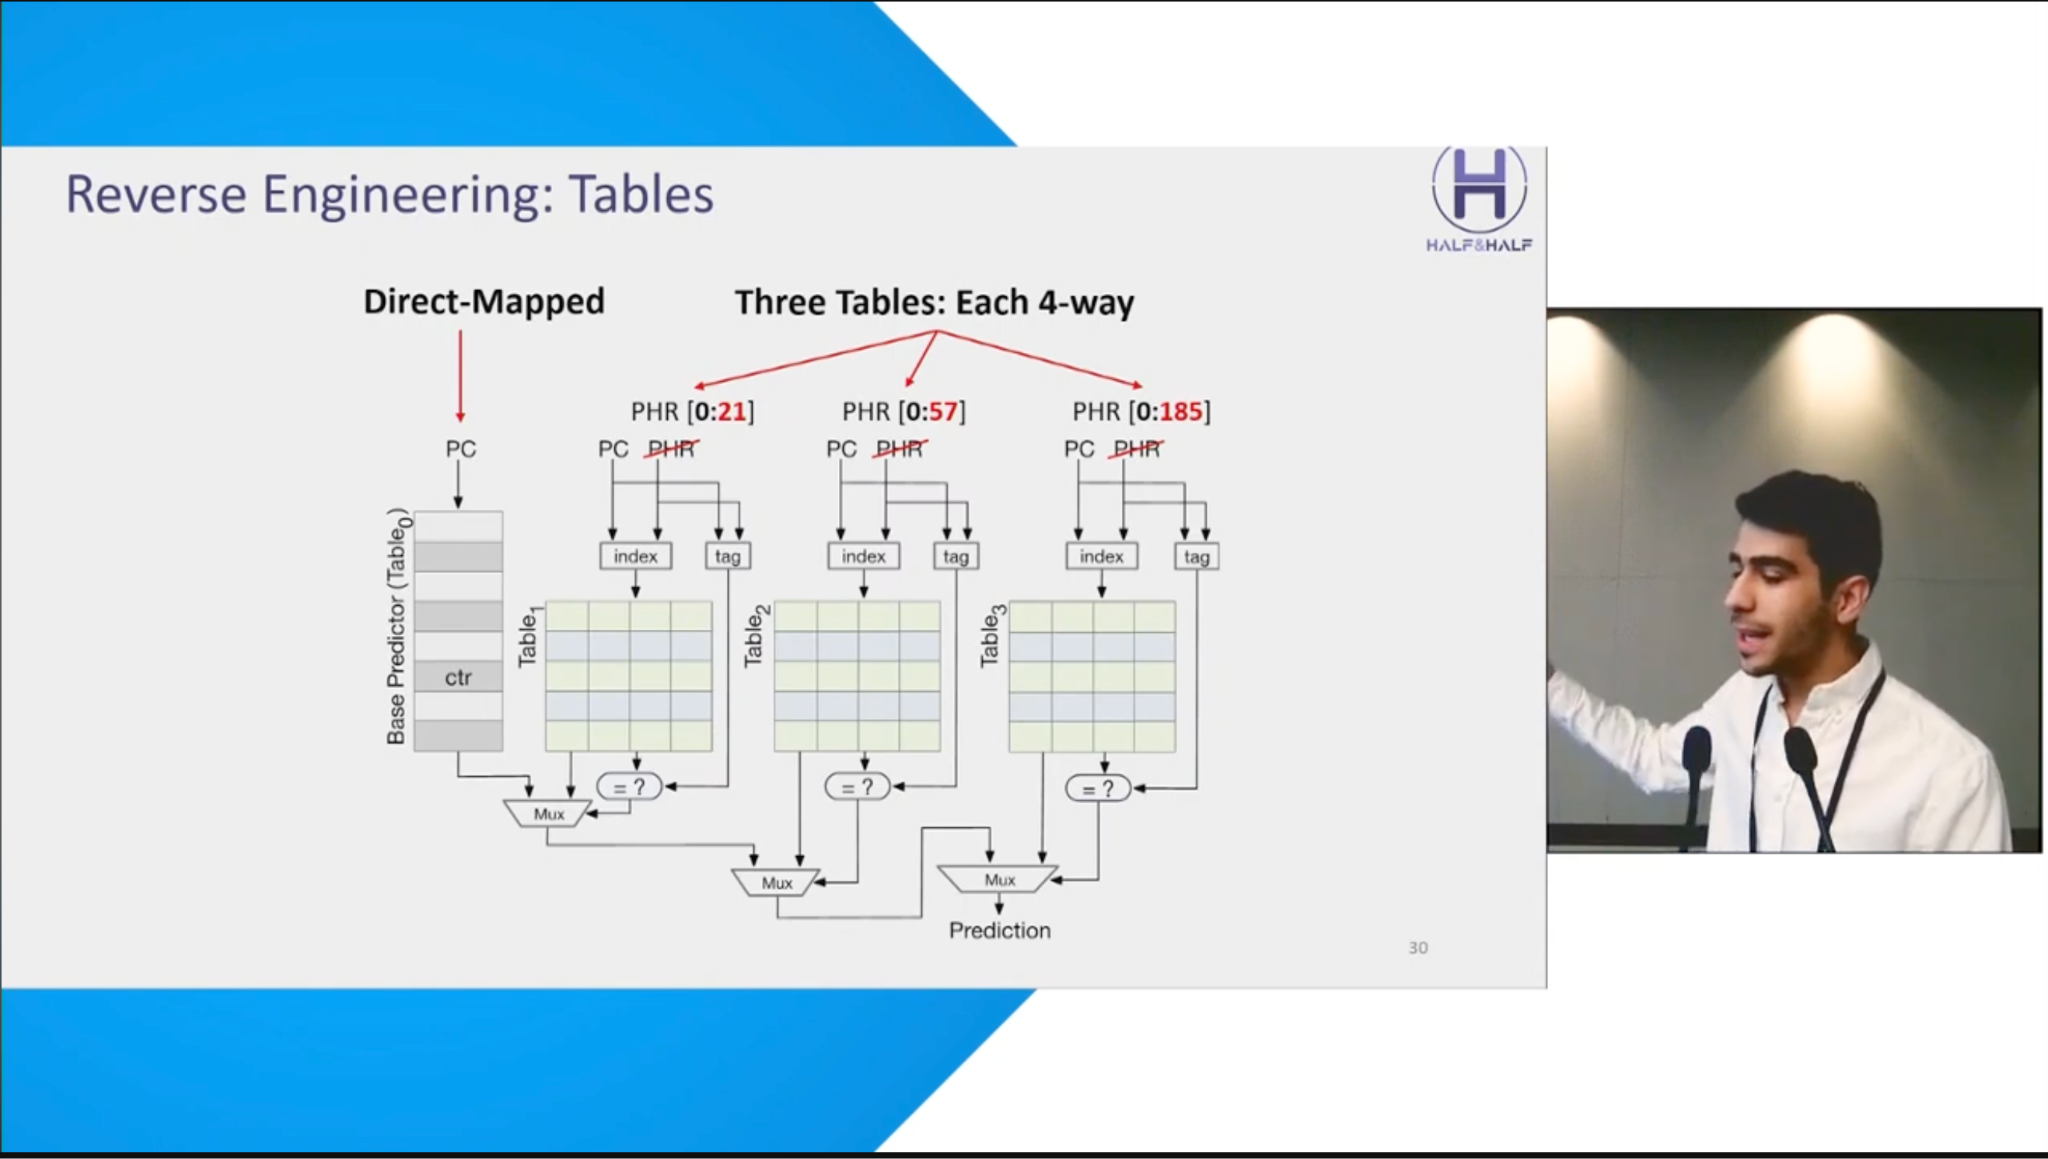 Reverse Engineering: Tables
HALF&HALF
Direct-Mapped
Three Tables: Each 4-way
PHR [0:21]
PHR [0:57]
PHR [0:185]
PC
PC PHR
PC PHR
PC PHR
index tag
index tag
index tag
Base Predictor (Table0)
Table1
Table2
Table3
ctr
= ?
= ?
= ?
Mux
Mux
Mux
Prediction
30